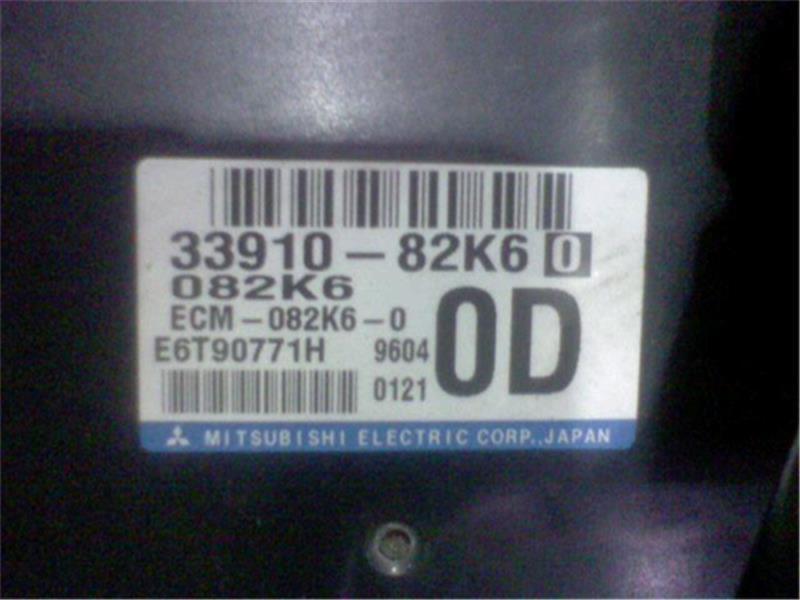 33910-82K6 0
082K6
ECM-082K6-0
0D
E6T90771H 9604
0121
MITSUBISHI ELECTRIC CORP., JAPAN